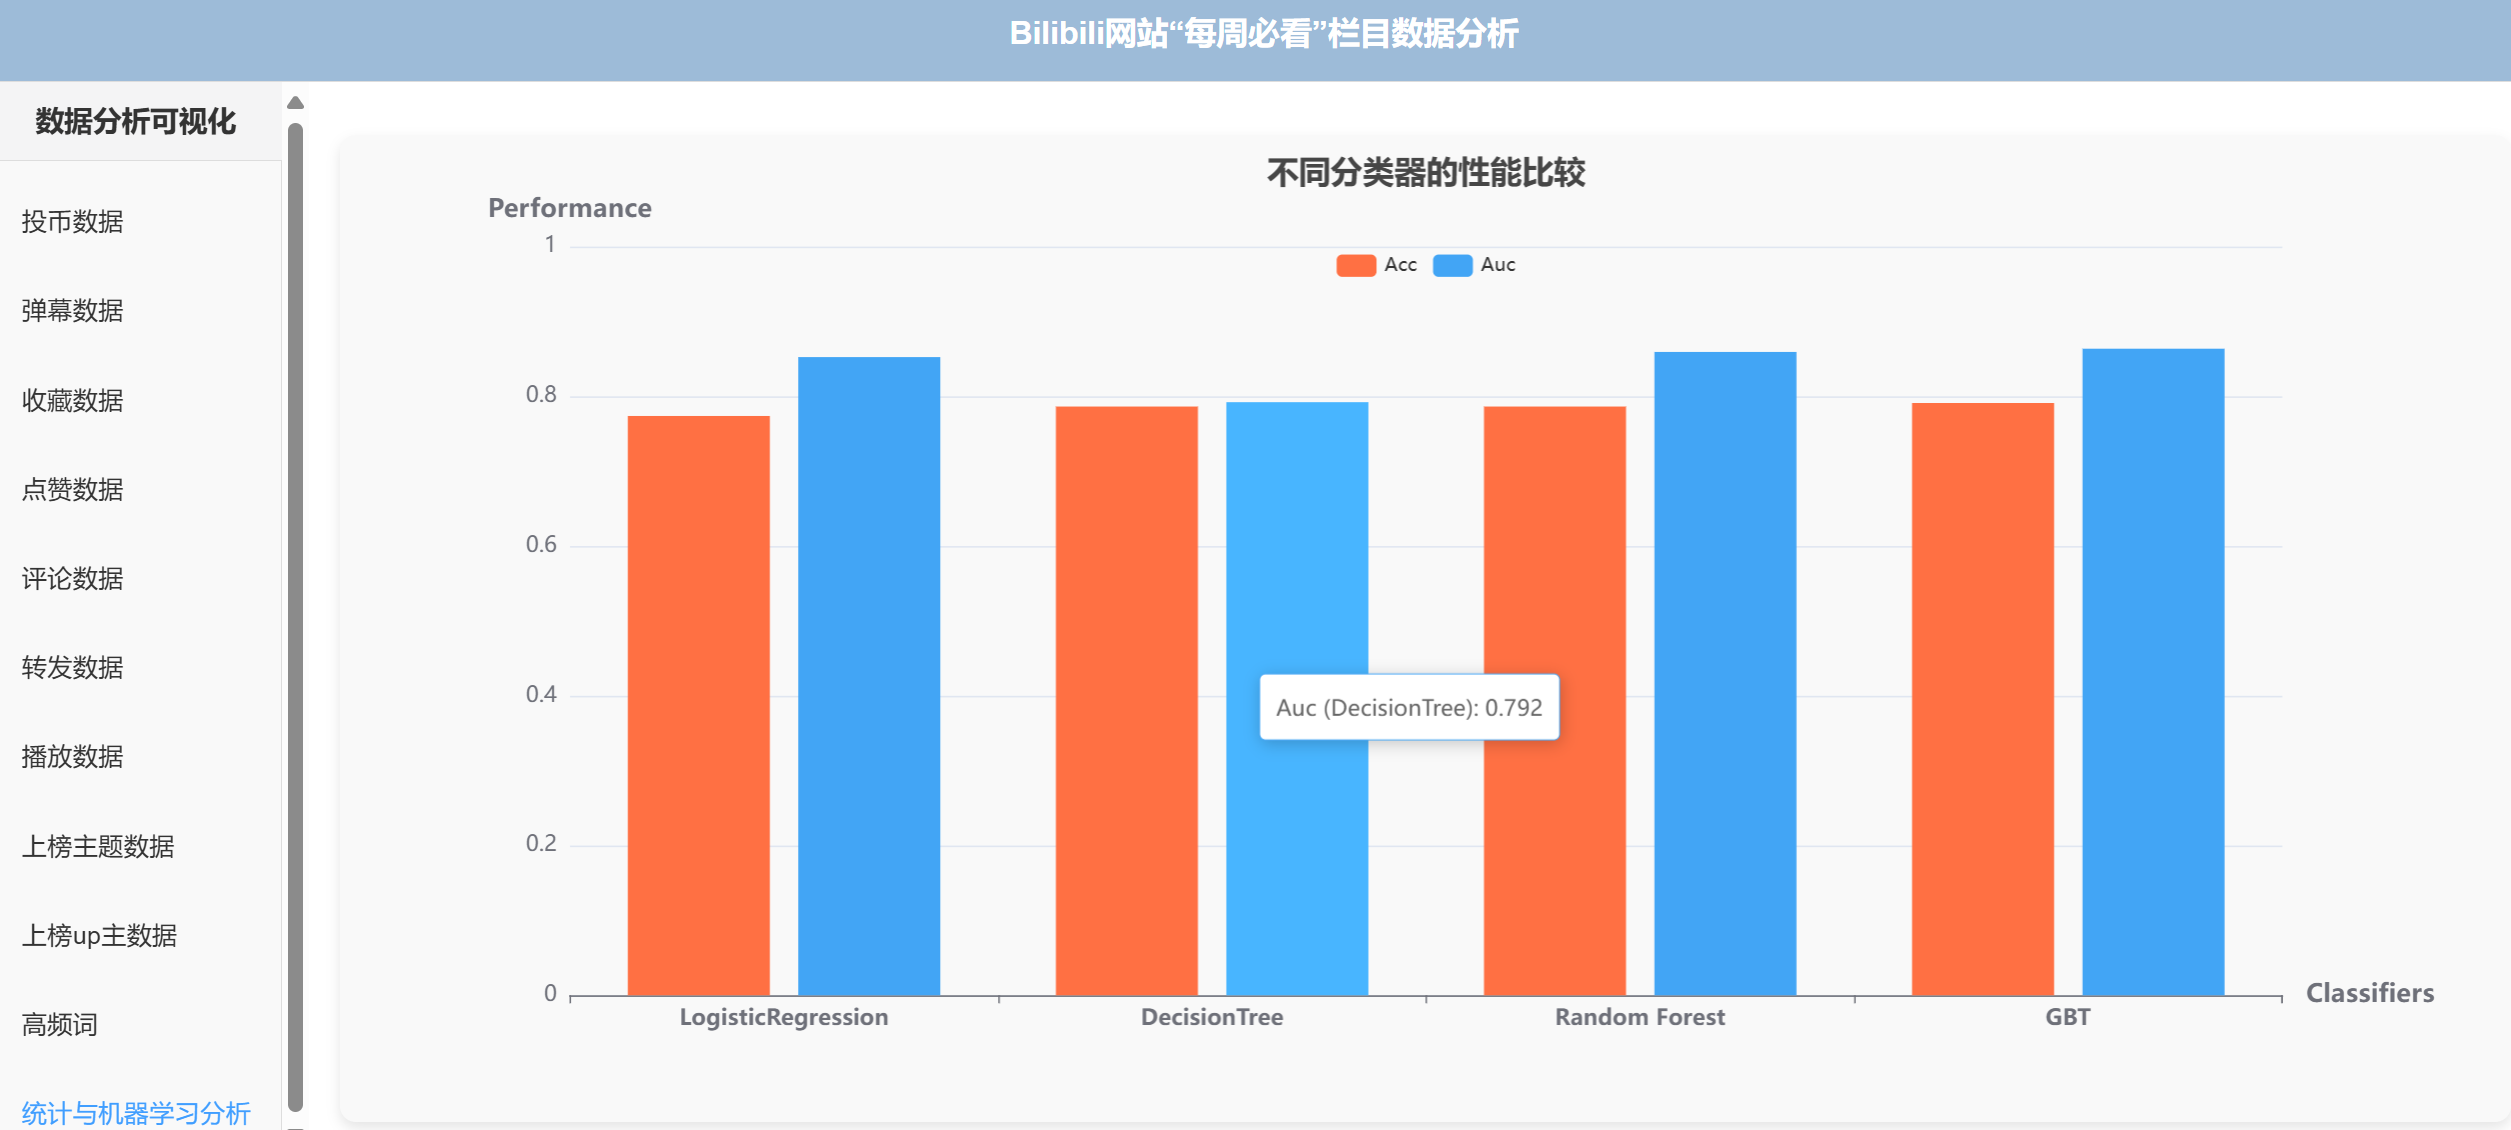 Bilibili网站“每周必看”栏目数据分析
数据分析可视化
投币数据
弹幕数据
收藏数据
点赞数据
评论数据
转发数据
播放数据
上榜主题数据
上榜up主数据
高频词
统计与机器学习分析
不同分类器的性能比较
Performance
Acc Auc
1
0.8
0.6
0.4
0.2
0
Auc (DecisionTree): 0.792
LogisticRegression DecisionTree Random Forest GBT
Classifiers